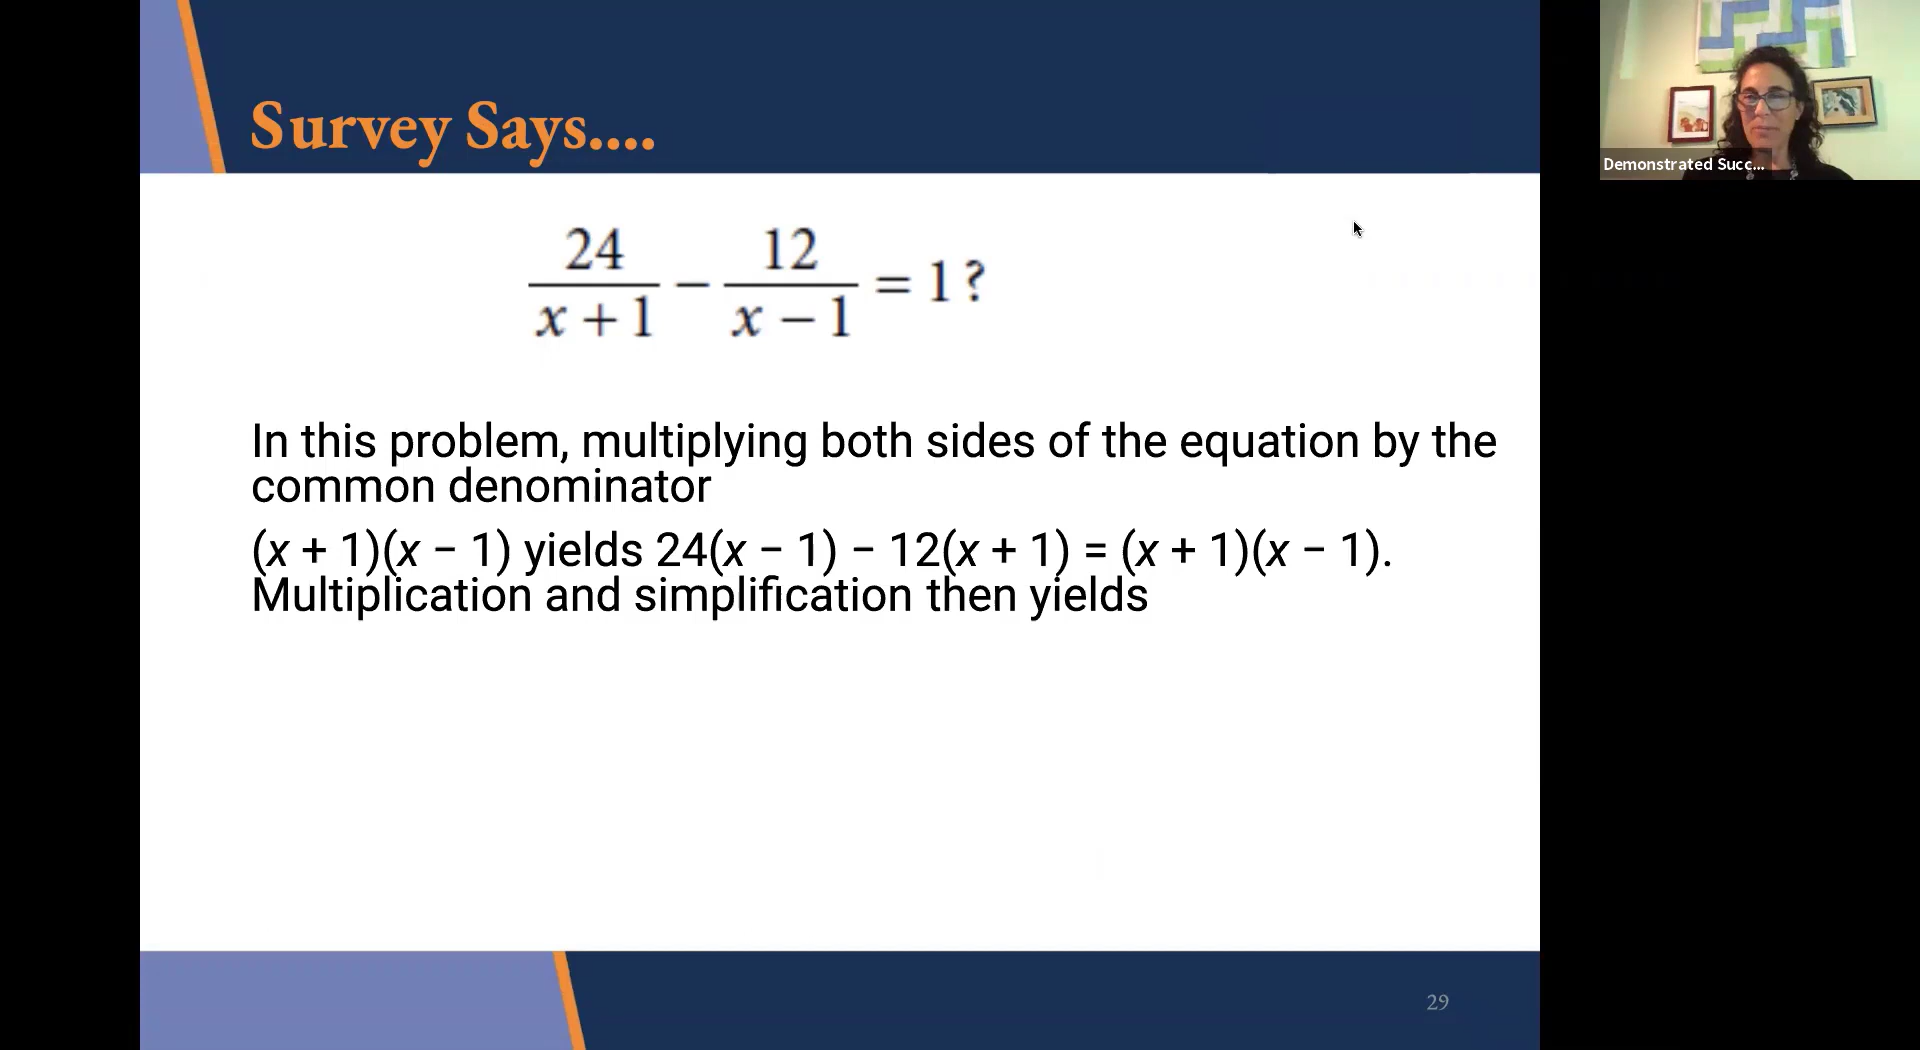 Survey Says....
24/(x + 1) − 12/(x − 1) = 1?
In this problem, multiplying both sides of the equation by the
common denominator
(x + 1)(x − 1) yields 24(x − 1) − 12(x + 1) = (x + 1)(x − 1).
Multiplication and simplification then yields
29
Demonstrated Succ...